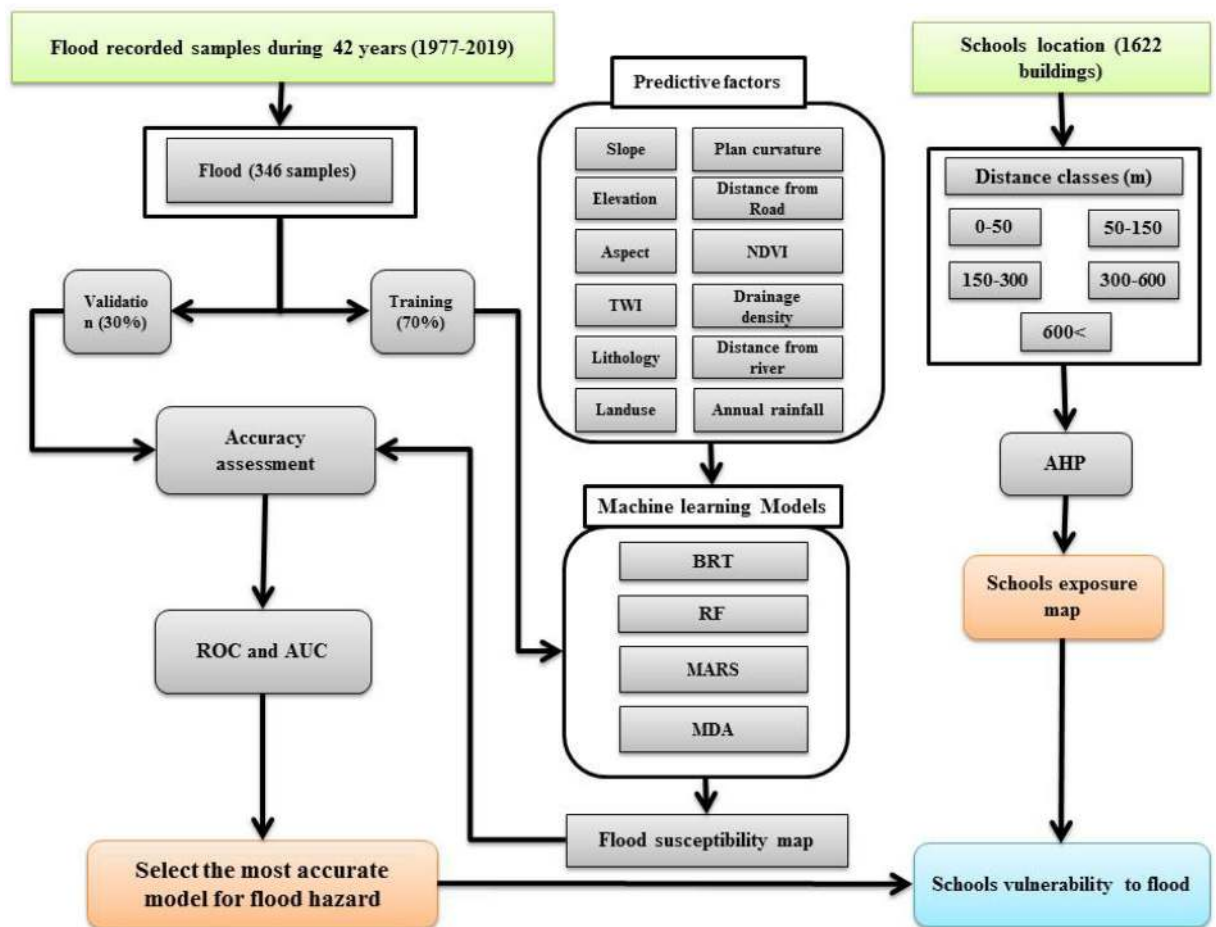 Flood recorded samples during 42 years (1977-2019)
Flood (346 samples)
Validatio
n (30%)
Training
(70%)
Accuracy
assessment
ROC and AUC
Select the most accurate
model for flood hazard
Predictive factors
Slope
Plan curvature
Elevation
Distance from
Road
Aspect
NDVI
TWI
Drainage
density
Lithology
Distance from
river
Landuse
Annual rainfall
Machine learning Models
BRT
RF
MARS
MDA
Flood susceptibility map
Schools location (1622
buildings)
Distance classes (m)
0-50
50-150
150-300
300-600
600<
AHP
Schools exposure
map
Schools vulnerability to flood